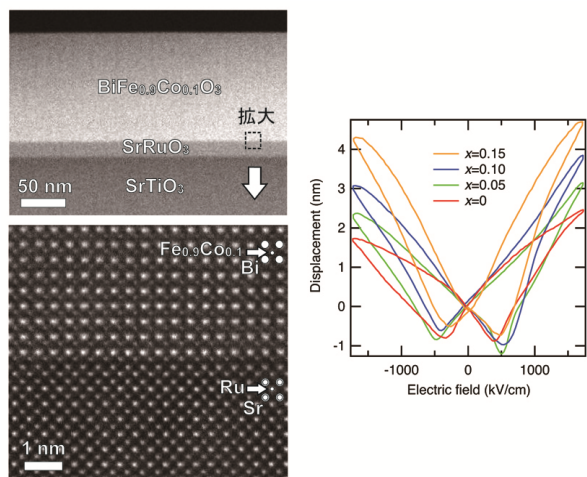 BiFe0.9Co0.1O3
拡大
SrRuO3
50 nm
SrTiO3
Fe0.9Co0.1
Bi
Ru
Sr
1 nm
x=0.15
x=0.10
x=0.05
x=0
Displacement (nm)
4
3
2
1
0
-1
-1000
0
1000
Electric field (kV/cm)